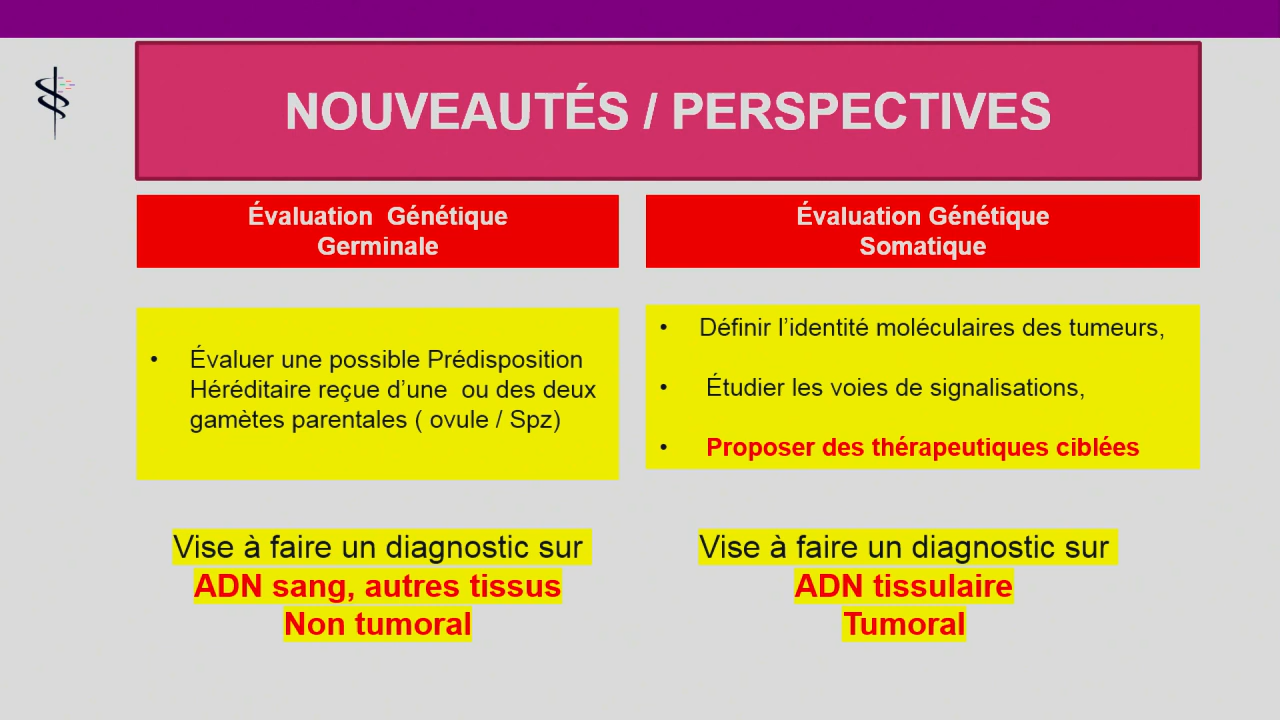 NOUVEAUTÉS / PERSPECTIVES
Évaluation Génétique
Germinale
• Évaluer une possible Prédisposition
Héréditaire reçue d’une ou des deux
gamètes parentales ( ovule / Spz)
Vise à faire un diagnostic sur
ADN sang, autres tissus
Non tumoral
Évaluation Génétique
Somatique
• Définir l’identité moléculaires des tumeurs,
• Étudier les voies de signalisations,
• Proposer des thérapeutiques ciblées
Vise à faire un diagnostic sur
ADN tissulaire
Tumoral